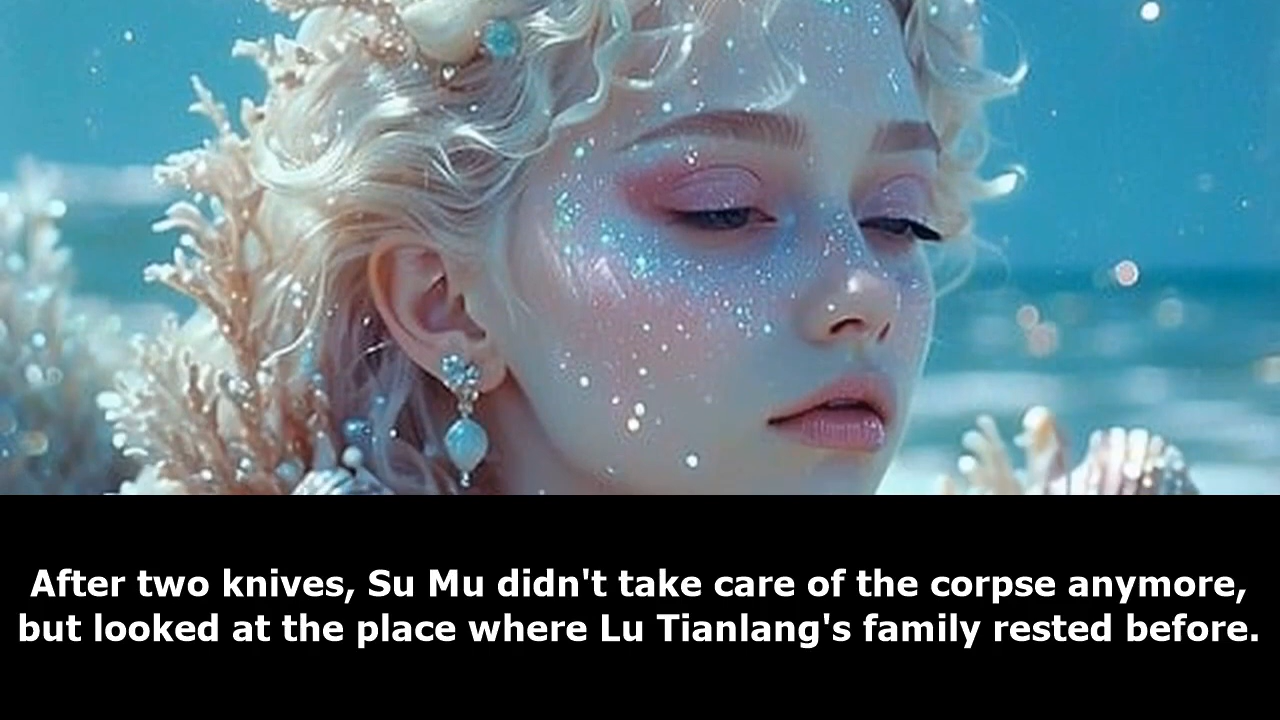 After two knives, Su Mu didn't take care of the corpse anymore,
but looked at the place where Lu Tianlang's family rested before.